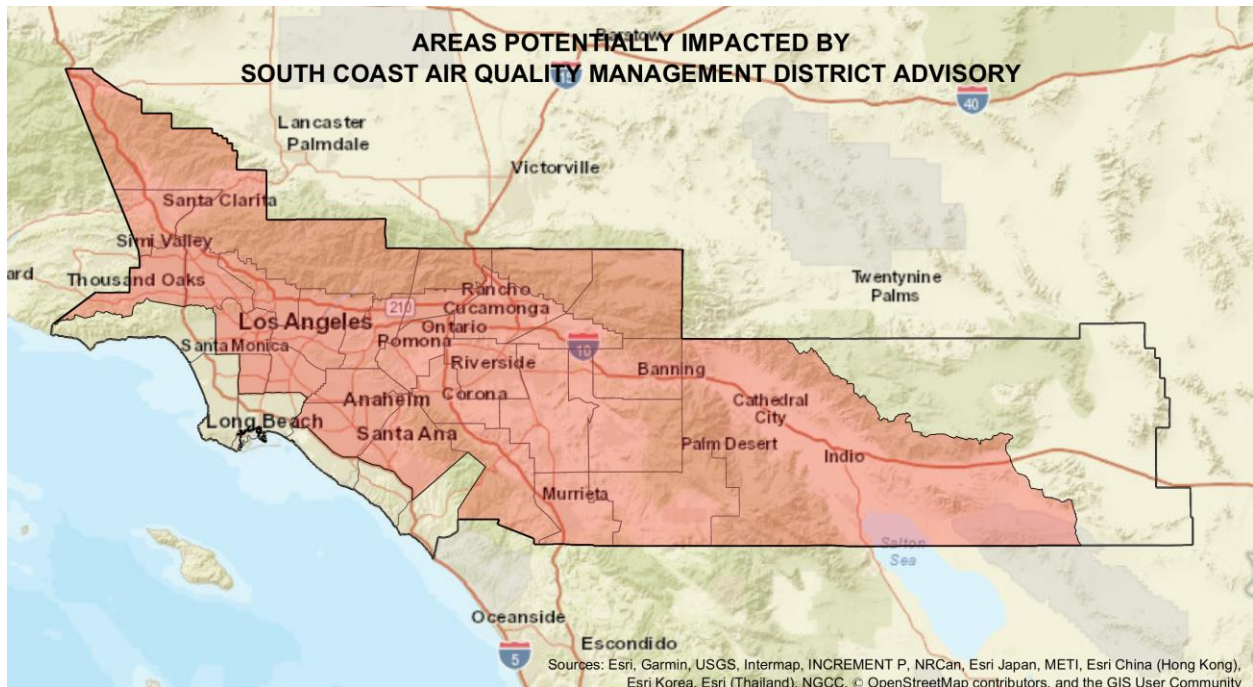 AREAS POTENTIALLY IMPACTED BY
SOUTH COAST AIR QUALITY MANAGEMENT DISTRICT ADVISORY
Barstow
15
40
Lancaster
Palmdale
Victorville
Santa Clarita
Simi Valley
ard
Thousand Oaks
Twentynine
Palms
Rancho
Cucamonga
210
Los Angeles
Ontario
Santa Monica
Pomona
10
Riverside
Banning
Anaheim
Corona
Cathedral
City
Long Beach
Santa Ana
Palm Desert
Indio
Murrieta
Salton
Sea
Oceanside
Escondido
5
Sources: Esri, Garmin, USGS, Intermap, INCREMENT P, NRCan, Esri Japan, METI, Esri China (Hong Kong),
Esri Korea, Esri (Thailand), NGCC, © OpenStreetMap contributors, and the GIS User Community